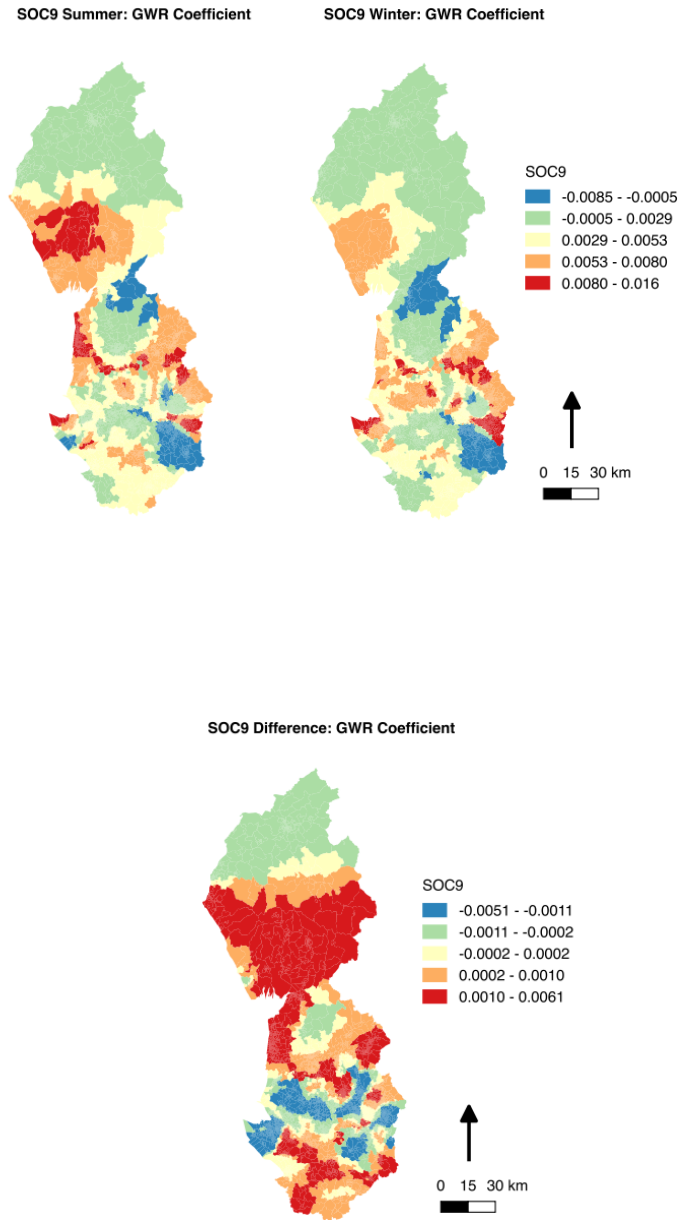 SOC9 Summer: GWR Coefficient
SOC9 Winter: GWR Coefficient
SOC9
-0.0085 - -0.0005
-0.0005 - 0.0029
0.0029 - 0.0053
0.0053 - 0.0080
0.0080 - 0.016
0 15 30 km
SOC9 Difference: GWR Coefficient
SOC9
-0.0051 - -0.0011
-0.0011 - -0.0002
-0.0002 - 0.0002
0.0002 - 0.0010
0.0010 - 0.0061
0 15 30 km